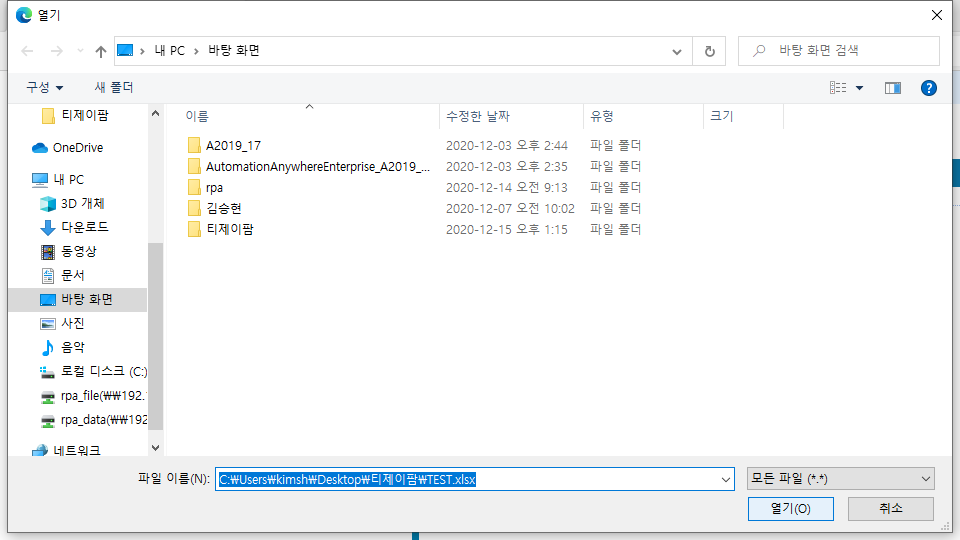 열기
내 PC > 바탕 화면
바탕 화면 검색
구성 새 폴더
이름 수정한 날짜 유형 크기
A2019_17 2020-12-03 오후 2:44 파일 폴더
AutomationAnywhereEnterprise_A2019_... 2020-12-03 오후 2:35 파일 폴더
rpa 2020-12-14 오전 9:13 파일 폴더
김승현 2020-12-07 오전 10:02 파일 폴더
티제이팜 2020-12-15 오후 1:15 파일 폴더
티제이팜
OneDrive
내 PC
3D 개체
다운로드
동영상
문서
바탕 화면
사진
음악
로컬 디스크 (C:)
rpa_file(₩₩192.1
rpa_data(₩₩192
네트워크
파일 이름(N): C:₩Users₩kimsh₩Desktop₩티제이팜₩TEST.xlsx
모든 파일 (*.*)
열기(O) 취소